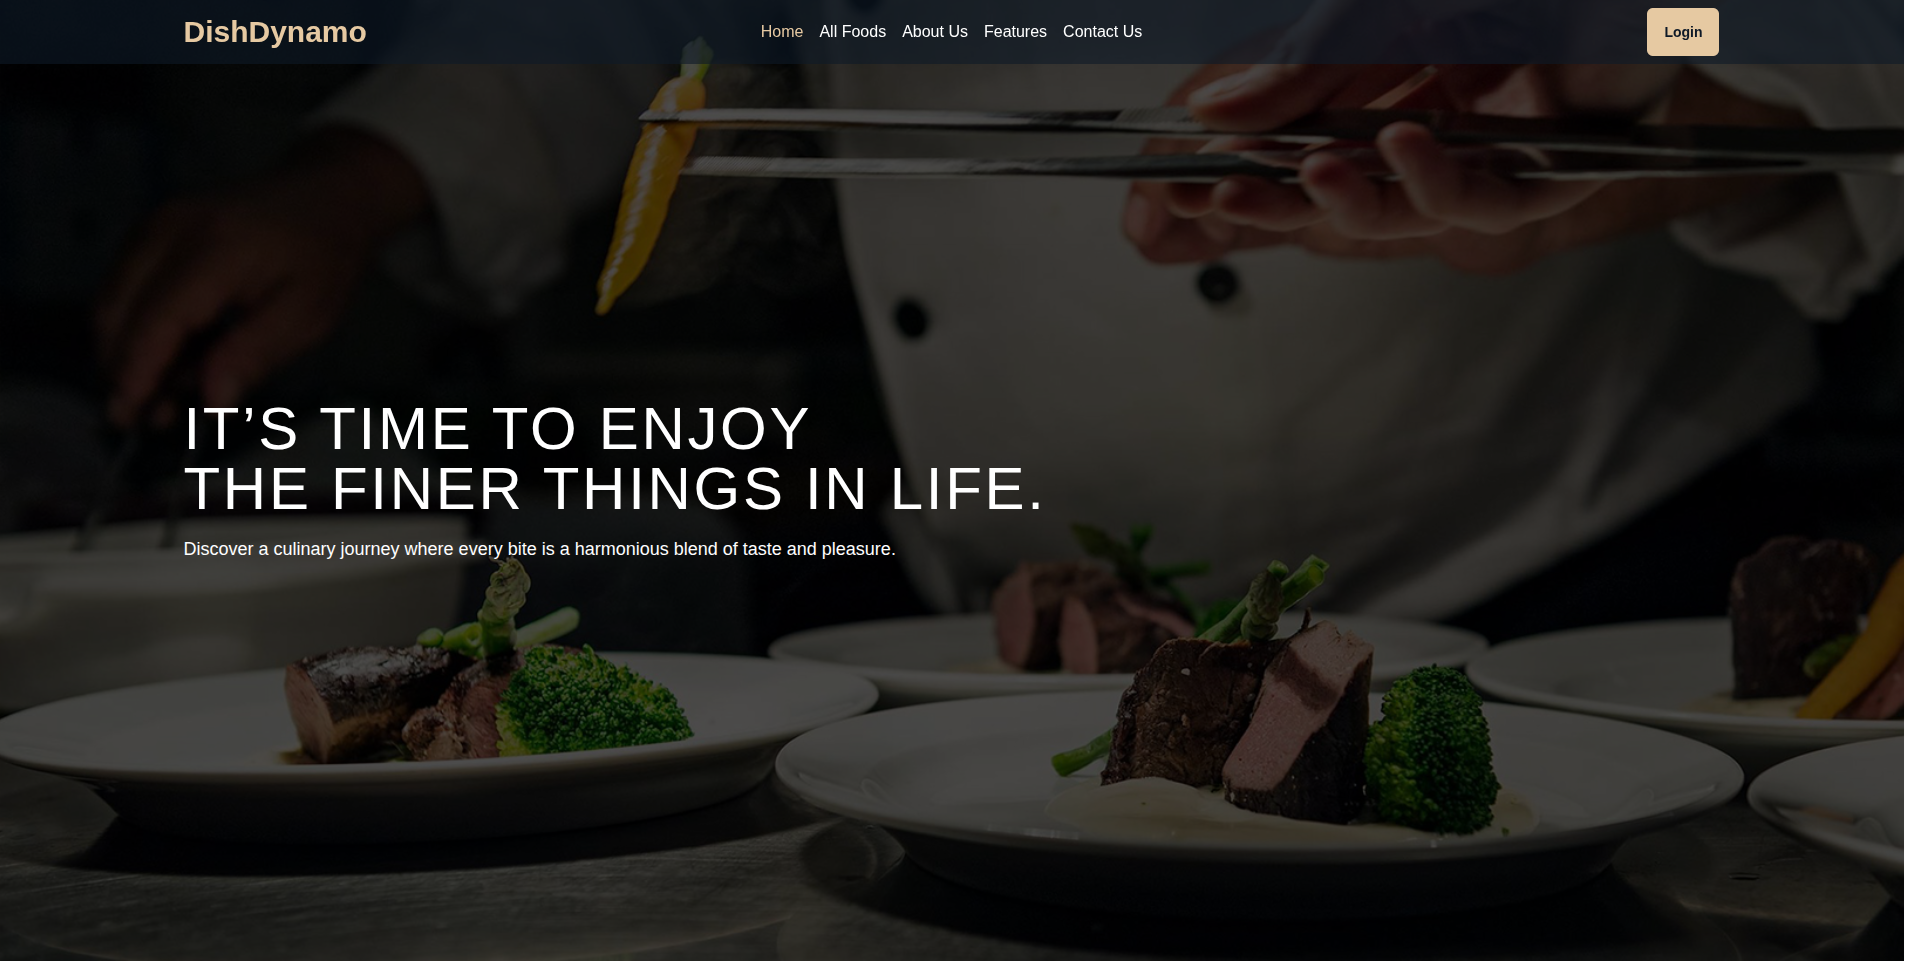 DishDynamo
Home All Foods About Us Features Contact Us
Login
IT’S TIME TO ENJOY
THE FINER THINGS IN LIFE.
Discover a culinary journey where every bite is a harmonious blend of taste and pleasure.